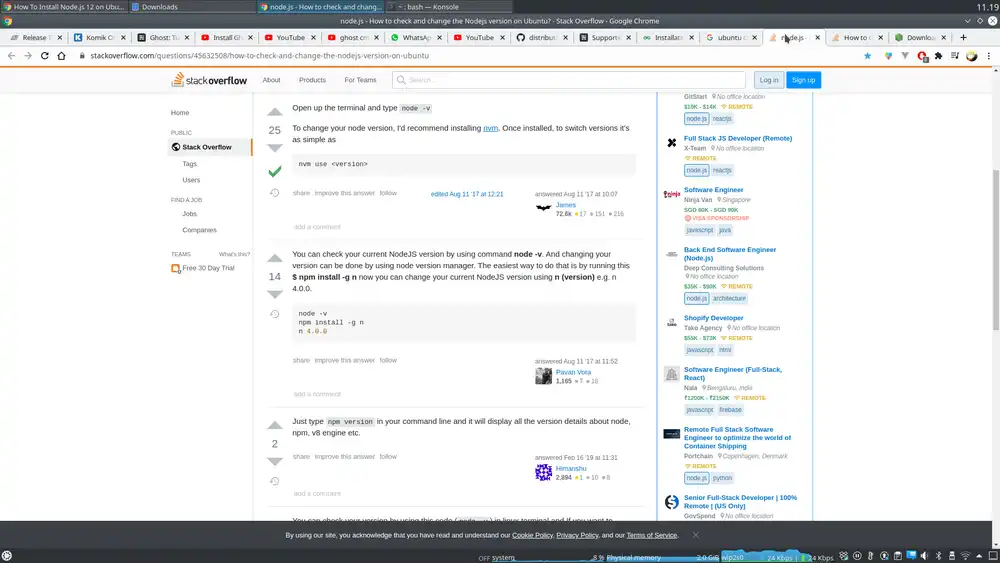 How To Install Node.js 12 on Ubun...
Downloads
node.js - How to check and chang...
~ : bash — Konsole
11.19
node.js - How to check and change the Nodejs version on Ubuntu? - Stack Overflow - Google Chrome
Release T
Komik C
Ghost: Tu
Install Gh
YouTube
ghost cm
WhatsAp
YouTube
distribut
Supports
Installati
ubuntu c
node.js -
How to
Downloa
stackoverflow.com/questions/45632508/how-to-check-and-change-the-nodejs-version-on-ubuntu
stackoverflow
About
Products
For Teams
Search...
Log in
Sign up
Home
PUBLIC
Stack Overflow
Tags
Users
FIND A JOB
Jobs
Companies
TEAMS
What's this?
Free 30 Day Trial
Open up the terminal and type node -v
25
To change your node version, I'd recommend installing nvm. Once installed, to switch versions it's
as simple as
nvm use <version>
share improve this answer follow
edited Aug 11 '17 at 12:21
answered Aug 11 '17 at 10:07
James
72.6k 17 151 216
add a comment
14
You can check your current NodeJS version by using command node -v. And changing your
version can be done by using node version manager. The easiest way to do that is by running this
$ npm install -g n now you can change your current NodeJS version using n (version) e.g. n
4.0.0.
node -v
npm install -g n
n 4.0.0
share improve this answer follow
answered Aug 11 '17 at 11:52
Pavan Vora
1,165 7 18
add a comment
2
Just type npm version in your command line and it will display all the version details about node,
npm, v8 engine etc.
share improve this answer follow
answered Feb 16 '19 at 11:31
Himanshu
2,894 1 10 8
add a comment
You can check your version by using this code (node -v) in linux terminal and If you want to
GitStart No office location
$10K - $14K REMOTE
node.js reactjs
Full Stack JS Developer (Remote)
X-Team No office location
REMOTE
node.js reactjs
Software Engineer
Ninja Van Singapore
SGD 60K - SGD 90K
VISA SPONSORSHIP
javascript java
Back End Software Engineer
(Node.js)
Deep Consulting Solutions
No office location
$35K - $90K REMOTE
node.js architecture
Shopify Developer
Tako Agency No office location
$55K - $73K REMOTE
javascript html
Software Engineer (Full-Stack,
React)
Nala Bengaluru, India
₹1200K - ₹2150K REMOTE
javascript firebase
Remote Full Stack Software
Engineer to optimize the world of
Container Shipping
Portchain Copenhagen, Denmark
REMOTE
node.js python
Senior Full-Stack Developer | 100%
Remote | (US Only)
GovSpend No office location
By using our site, you acknowledge that you have read and understand our Cookie Policy, Privacy Policy, and our Terms of Service.
OFF system
8 % Physical memory
2.0 GiB wlp2s0
24 Kbps
24 Kbps